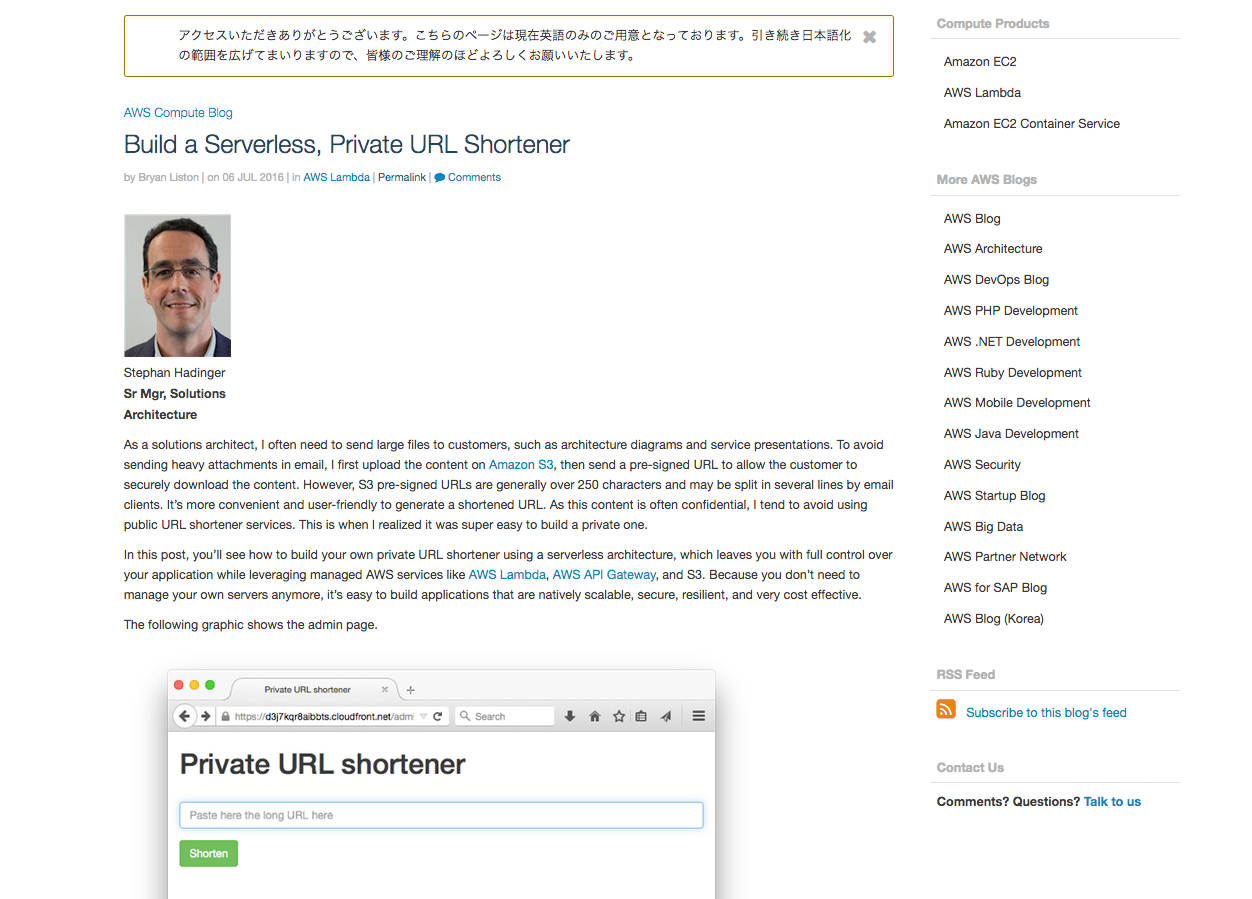 アクセスいただきありがとうございます。こちらのページは現在英語のみのご用意となっております。引き続き日本語化
の範囲を広げてまいりますので、皆様のご理解のほどよろしくお願いいたします。
AWS Compute Blog
Build a Serverless, Private URL Shortener
by Bryan Liston | on 06 JUL 2016 | in AWS Lambda | Permalink | Comments
Stephan Hadinger
Sr Mgr, Solutions
Architecture
As a solutions architect, I often need to send large files to customers, such as architecture diagrams and service presentations. To avoid
sending heavy attachments in email, I first upload the content on Amazon S3, then send a pre-signed URL to allow the customer to
securely download the content. However, S3 pre-signed URLs are generally over 250 characters and may be split in several lines by email
clients. It's more convenient and user-friendly to generate a shortened URL. As this content is often confidential, I tend to avoid using
public URL shortener services. This is when I realized it was super easy to build a private one.
In this post, you'll see how to build your own private URL shortener using a serverless architecture, which leaves you with full control over
your application while leveraging managed AWS services like AWS Lambda, AWS API Gateway, and S3. Because you don't need to
manage your own servers anymore, it's easy to build applications that are natively scalable, secure, resilient, and very cost effective.
The following graphic shows the admin page.
Private URL shortener
https://d3j7kqr8aibbts.cloudfront.net/admi
Search
Private URL shortener
Paste here the long URL here
Shorten
Compute Products
Amazon EC2
AWS Lambda
Amazon EC2 Container Service
More AWS Blogs
AWS Blog
AWS Architecture
AWS DevOps Blog
AWS PHP Development
AWS .NET Development
AWS Ruby Development
AWS Mobile Development
AWS Java Development
AWS Security
AWS Startup Blog
AWS Big Data
AWS Partner Network
AWS for SAP Blog
AWS Blog (Korea)
RSS Feed
Subscribe to this blog's feed
Contact Us
Comments? Questions? Talk to us